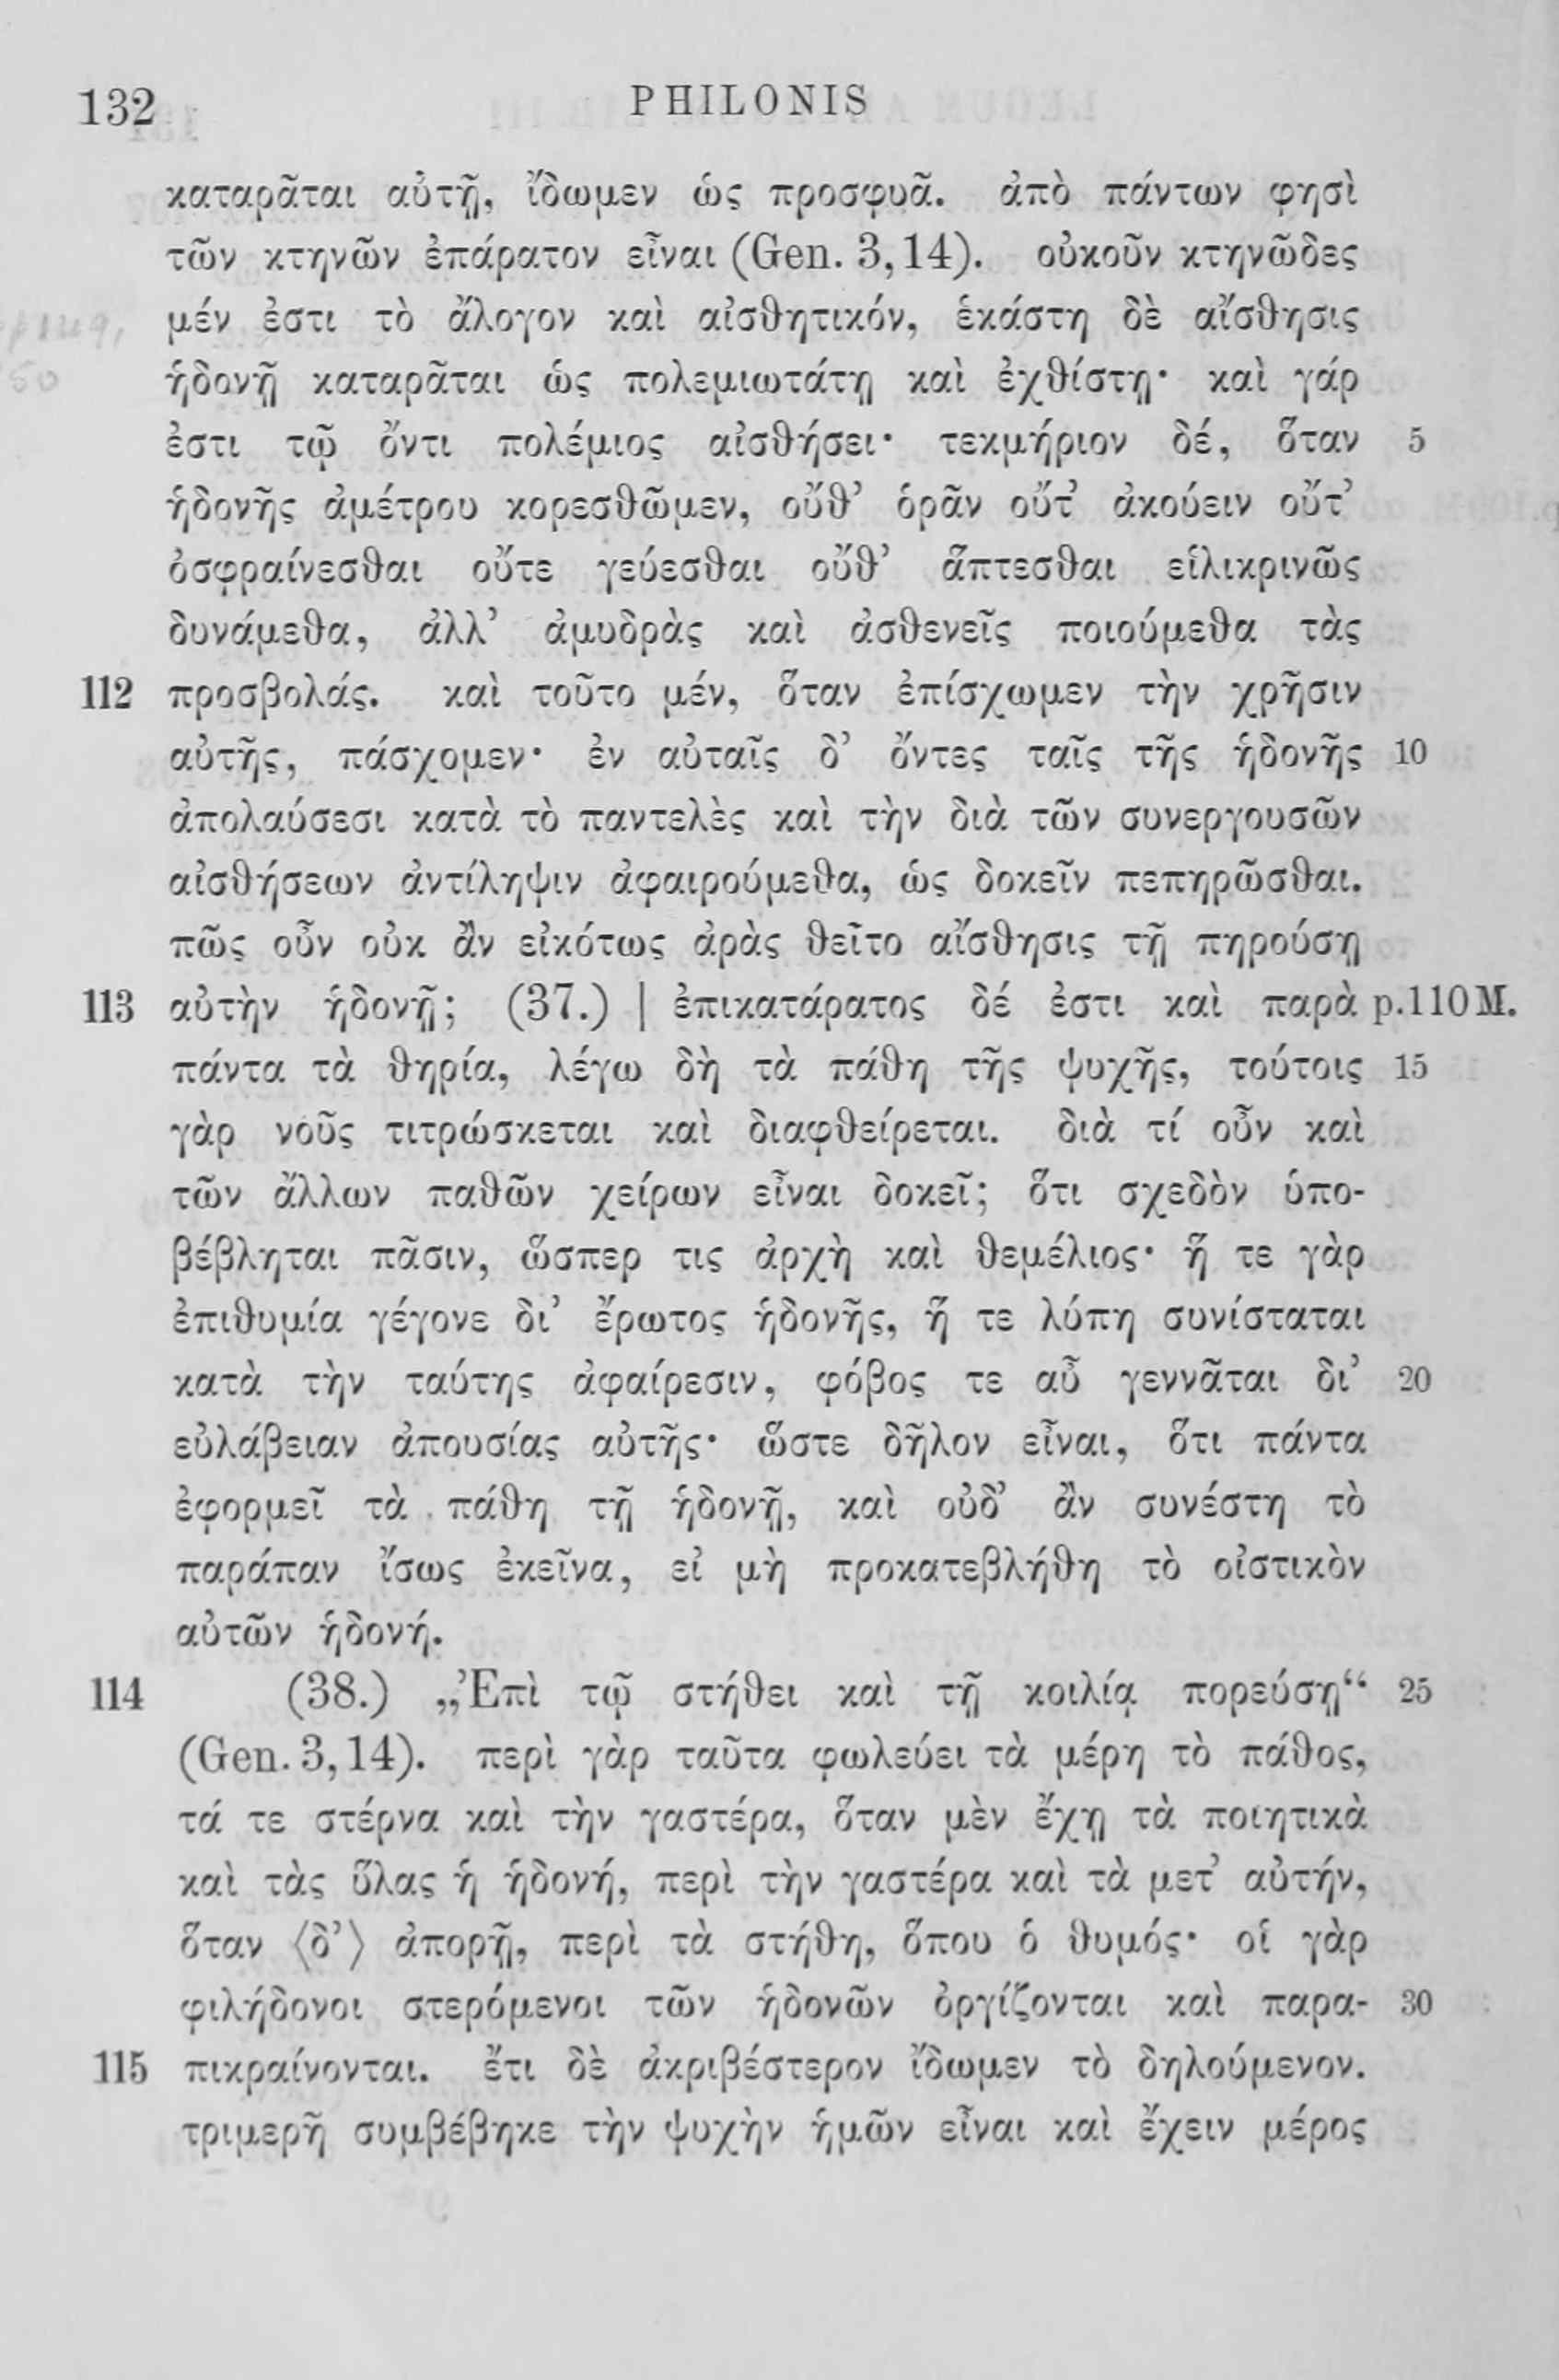 132 PHILONIS
καταρᾶται αὐτῇ, ἴδωμεν ὡς προσφυᾶ. ἀπὸ πάντων φησὶ
τῶν κτηνῶν ἐπάρατον εἶναι (Gen. 3,14). οὐκοῦν κτηνῶδες
μέν ἐστι τὸ ἄλογον καὶ αἰσθητικόν, ἑκάστη δὲ αἴσθησις
ἡδονῇ καταρᾶται ὡς πολεμιωτάτῃ καὶ ἐχθίστῃ· καὶ γάρ
ἐστι τῷ ὄντι πολέμιος αἰσθήσει· τεκμήριον δέ, ὅταν 5
ἡδονῆς ἀμέτρου κορεσθῶμεν, οὔθ’ ὁρᾶν οὔτ’ ἀκούειν οὔτ’
ὀσφραίνεσθαι οὔτε γεύεσθαι οὔθ’ ἅπτεσθαι εἱλικρινῶς
δυνάμεθα, ἀλλ’ ἀμυδρὰς καὶ ἀσθενεῖς ποιούμεθα τὰς
112 προσβολάς. καὶ τοῦτο μέν, ὅταν ἐπίσχωμεν τὴν χρῆσιν
αὐτῆς, πάσχομεν· ἐν αὐταῖς δ’ ὄντες ταῖς τῆς ἡδονῆς 10
ἀπολαύσεσι κατὰ τὸ παντελὲς καὶ τὴν διὰ τῶν συνεργουσῶν
αἰσθήσεων ἀντίληψιν ἀφαιρούμεθα, ὡς δοκεῖν πεπηρῶσθαι.
πῶς οὖν οὐκ ἂν εἰκότως ἀρὰς θεῖτο αἴσθησις τῇ πηρούσῃ
113 αὐτὴν ἡδονῇ; (37.) | ἐπικατάρατος δέ ἐστι καὶ παρὰ p.110 M.
πάντα τὰ θηρία, λέγω δὴ τὰ πάθη τῆς ψυχῆς, τούτοις 15
γὰρ νοῦς τιτρώσκεται καὶ διαφθείρεται. διὰ τί οὖν καὶ
τῶν ἄλλων παθῶν χείρων εἶναι δοκεῖ; ὅτι σχεδὸν ὑπο-
βέβληται πᾶσιν, ὥσπερ τις ἀρχὴ καὶ θεμέλιος· ἥ τε γὰρ
ἐπιθυμία γέγονε δι’ ἔρωτος ἡδονῆς, ἥ τε λύπη συνίσταται
κατὰ τὴν ταύτης ἀφαίρεσιν, φόβος τε αὖ γεννᾶται δι’ 20
εὐλάβειαν ἀπουσίας αὐτῆς· ὥστε δῆλον εἶναι, ὅτι πάντα
ἐφορμεῖ τὰ πάθη τῇ ἡδονῇ, καὶ οὐδ’ ἂν συνέστη τὸ
παράπαν ἴσως ἐκεῖνα, εἰ μὴ προκατεβλήθη τὸ οἰστικὸν
αὐτῶν ἡδονή.
114 (38.) „Ἐπὶ τῷ στήθει καὶ τῇ κοιλίᾳ πορεύσῃ“ 25
(Gen. 3,14). περὶ γὰρ ταῦτα φωλεύει τὰ μέρη τὸ πάθος,
τά τε στέρνα καὶ τὴν γαστέρα, ὅταν μὲν ἔχῃ τὰ ποιητικὰ
καὶ τὰς ὕλας ἡ ἡδονή, περὶ τὴν γαστέρα καὶ τὰ μετ’ αὐτήν,
ὅταν ⟨δ’⟩ ἀπορῇ, περὶ τὰ στήθη, ὅπου ὁ θυμός· οἱ γὰρ
φιλήδονοι στερόμενοι τῶν ἡδονῶν ὀργίζονται καὶ παρα- 30
115 πικραίνονται. ἔτι δὲ ἀκριβέστερον ἴδωμεν τὸ δηλούμενον.
τριμερῆ συμβέβηκε τὴν ψυχὴν ἡμῶν εἶναι καὶ ἔχειν μέρος